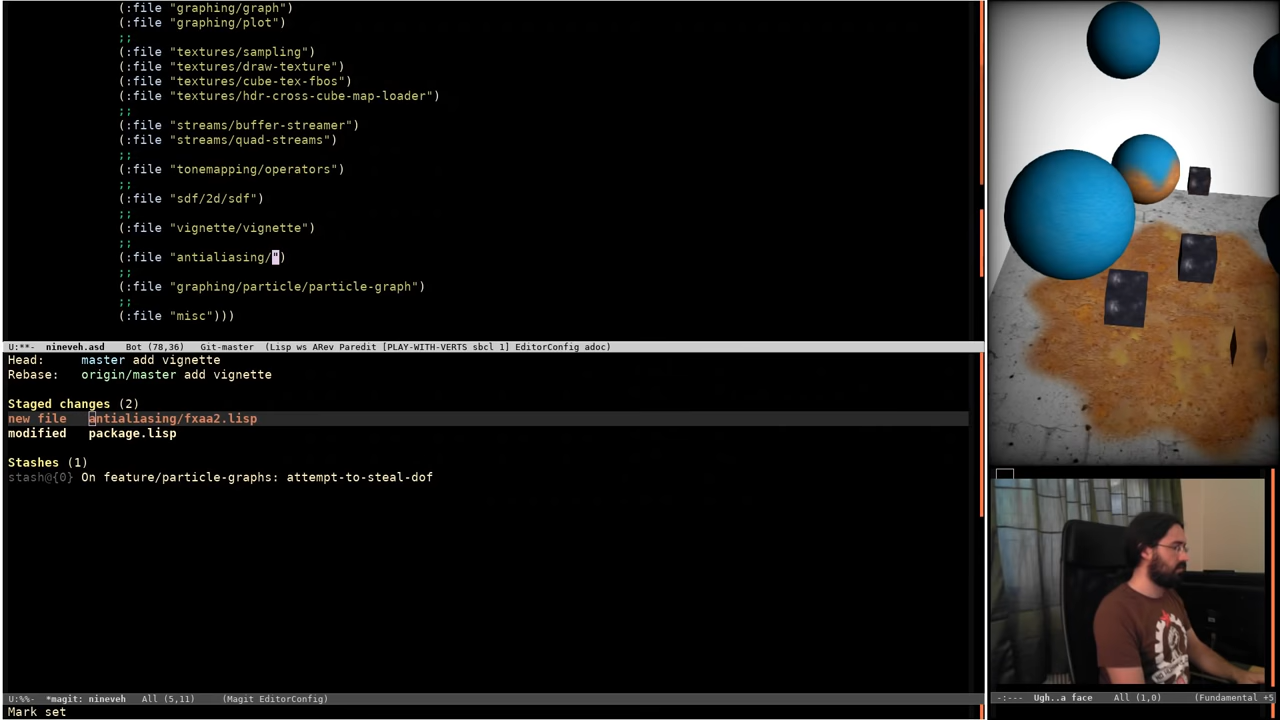 (:file "graphing/graph")
(:file "graphing/plot")
;;
(:file "textures/sampling")
(:file "textures/draw-texture")
(:file "textures/cube-tex-fbos")
(:file "textures/hdr-cross-cube-map-loader")
;;
(:file "streams/buffer-streamer")
(:file "streams/quad-streams")
;;
(:file "tonemapping/operators")
;;
(:file "sdf/2d/sdf")
;;
(:file "vignette/vignette")
;;
(:file "antialiasing/")
;;
(:file "graphing/particle/particle-graph")
;;
(:file "misc")))
U:**-  nineveh.asd   Bot (78,36)  Git-master  (Lisp ws ARev Paredit [PLAY-WITH-VERTS sbcl 1] EditorConfig adoc)
Head:     master add vignette
Rebase:   origin/master add vignette
Staged changes (2)
new file   antialiasing/fxaa2.lisp
modified   package.lisp
Stashes (1)
stash@{0} On feature/particle-graphs: attempt-to-steal-dof
U:%%-  *magit: nineveh  All (5,11)    (Magit EditorConfig)
Mark set
-:---  Ugh..a face   All (1,0)    (Fundamental +5